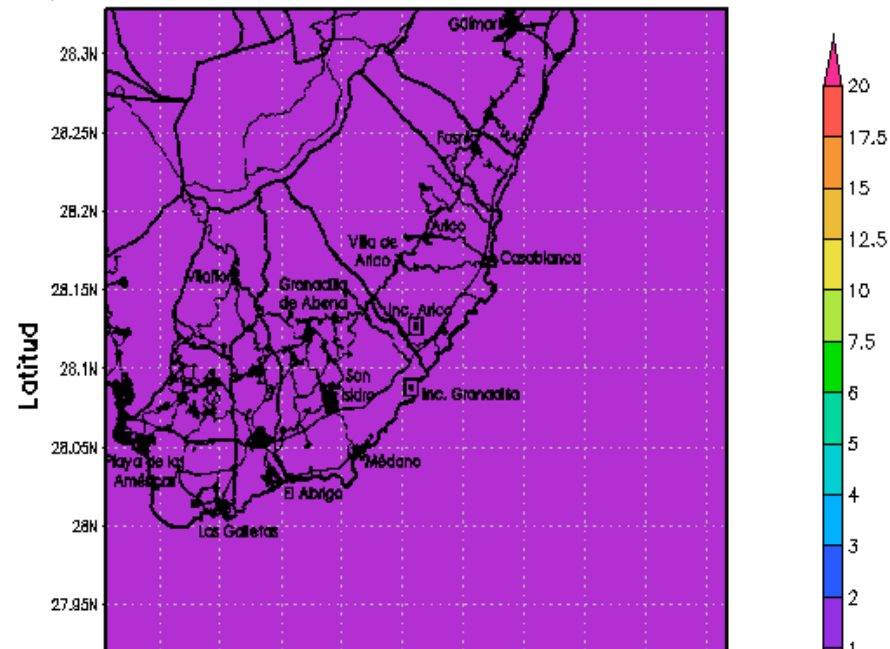 Güímar
28.3N
28.25N
Fasnia
28.2N
Arico
Villa de
Arico
Casablanca
Vilaflor
28.15N
Granadilla
de Abona
Inc. Arico
28.1N
San
Isidro
Inc. Granadilla
28.05N
Playa de las
Américas
Médano
El Abrigo
28N
Las Galletas
27.95N
Latitud
20
17.5
15
12.5
10
7.5
6
5
4
3
2
1